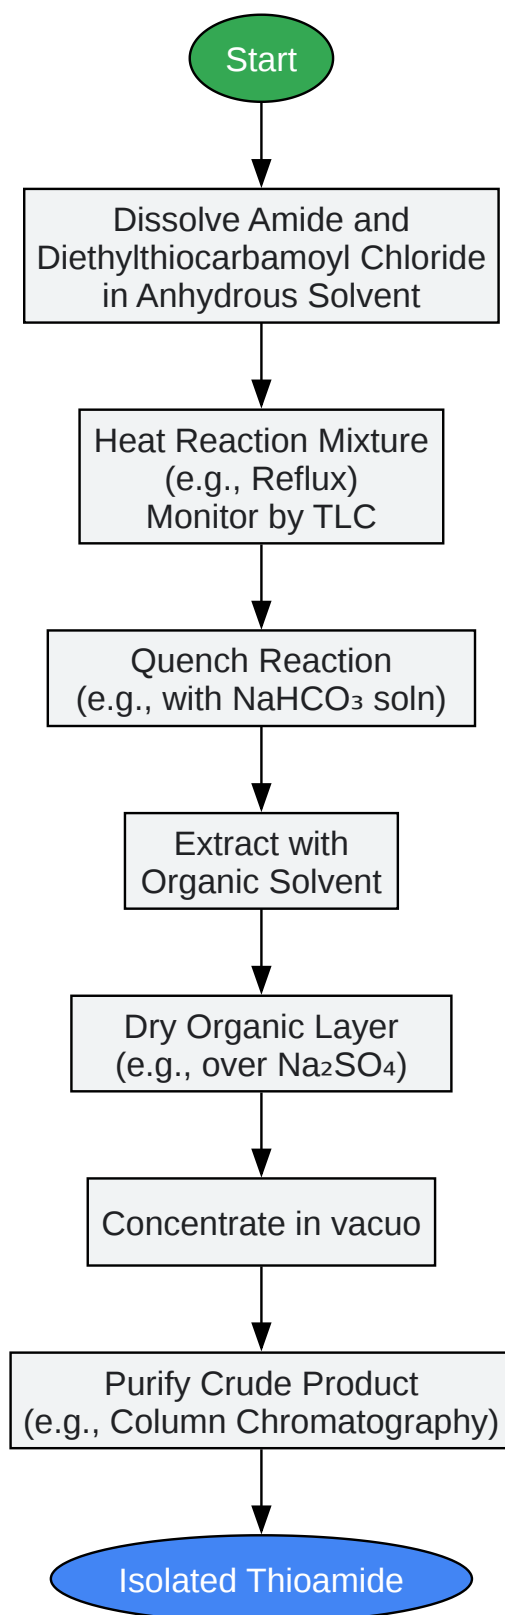 Start
Dissolve Amide and
Diethylthiocarbamoyl Chloride
in Anhydrous Solvent
Heat Reaction Mixture
(e.g., Reflux)
Monitor by TLC
Quench Reaction
(e.g., with NaHCO₃ soln)
Extract with
Organic Solvent
Dry Organic Layer
(e.g., over Na₂SO₄)
Concentrate in vacuo
Purify Crude Product
(e.g., Column Chromatography)
Isolated Thioamide